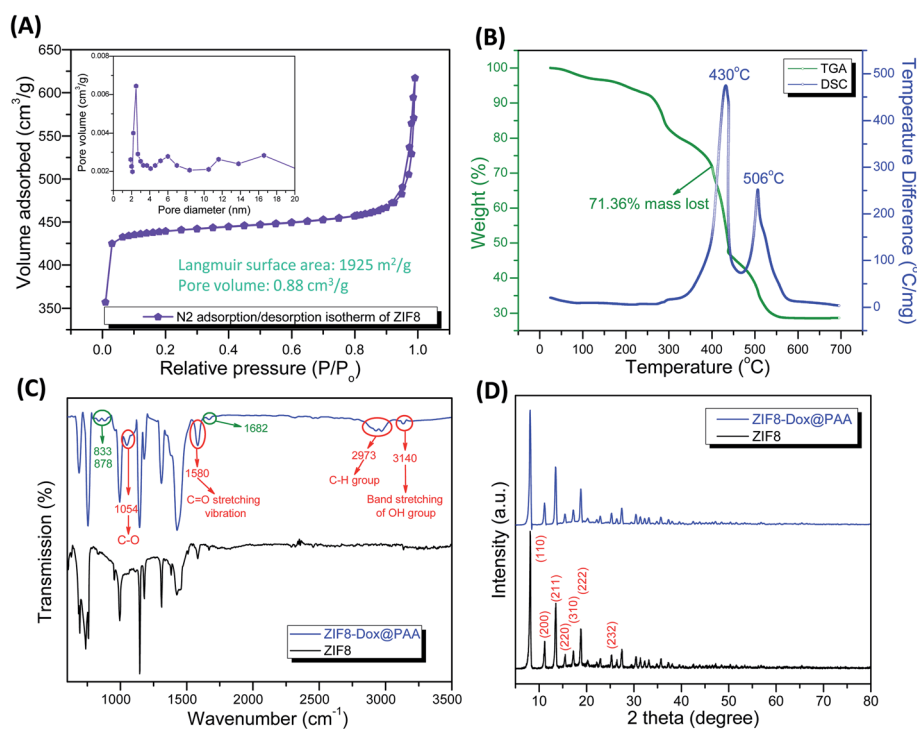 (A)
Volume adsorbed (cm³/g)
650
600
550
500
450
400
350
0.0 0.2 0.4 0.6 0.8 1.0
Relative pressure (P/Pₒ)
Pore volume (cm³/g)
0.008
0.006
0.004
0.002
0.000
0 2 4 6 8 10 12 14 16 18 20
Pore diameter (nm)
Langmuir surface area: 1925 m²/g
Pore volume: 0.88 cm³/g
N2 adsorption/desorption isotherm of ZIF8
(B)
Weight (%)
100
90
80
70
60
50
40
30
0 100 200 300 400 500 600 700
Temperature (°C)
Temperature Difference (°C/mg)
500
400
300
200
100
0
TGA
DSC
430°C
506°C
71.36% mass lost
(C)
Transmission (%)
833
878
1054
C-O
1580
C=O stretching
vibration
1682
2973
C-H group
3140
Band stretching
of OH group
ZIF8-Dox@PAA
ZIF8
1000 1500 2000 2500 3000 3500
Wavenumber (cm⁻¹)
(D)
Intensity (a.u.)
ZIF8-Dox@PAA
ZIF8
(110)
(200)
(211)
(220)
(310)
(222)
(232)
10 20 30 40 50 60 70 80
2 theta (degree)